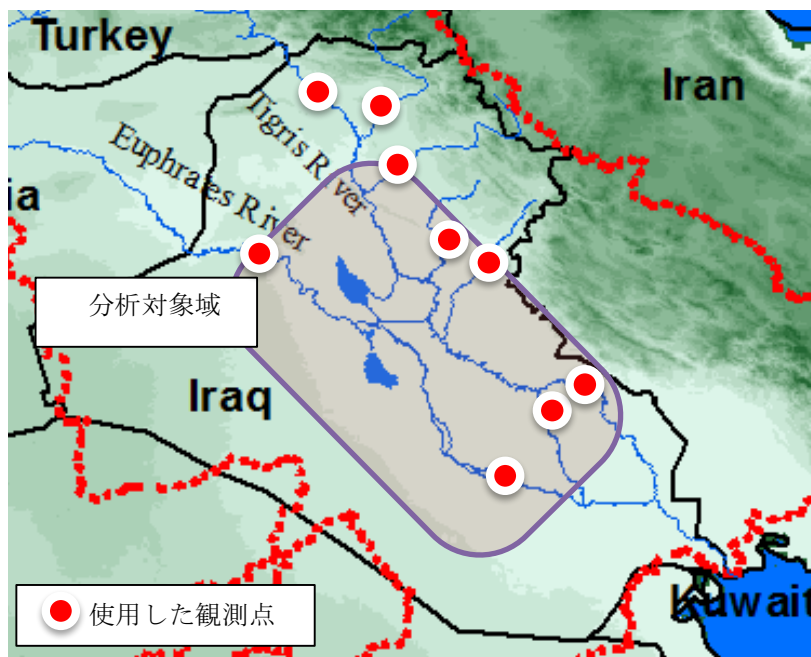 Turkey
Iran
Tigris River
Euphrates River
ia
分析対象域
Iraq
Kuwait
使用した観測点